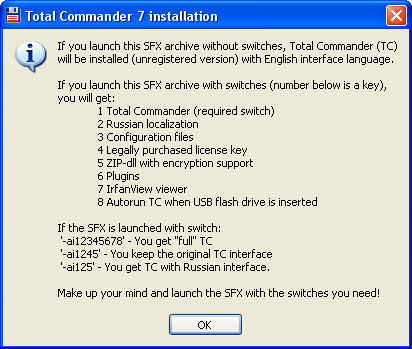 Total Commander 7 installation
If you launch this SFX archive without switches, Total Commander (TC)
will be installed (unregistered version) with English interface language.
If you launch this SFX archive with switches (number below is a key),
you will get:
1 Total Commander (required switch)
2 Russian localization
3 Configuration files
4 Legally purchased license key
5 ZIP-dll with encryption support
6 Plugins
7 IrfanView viewer
8 Autorun TC when USB flash drive is inserted
If the SFX is launched with switch:
'-ai12345678' - You get "full" TC
'-ai1245' - You keep the original TC interface
'-ai125' - You get TC with Russian interface.
Make up your mind and launch the SFX with the switches you need!
OK